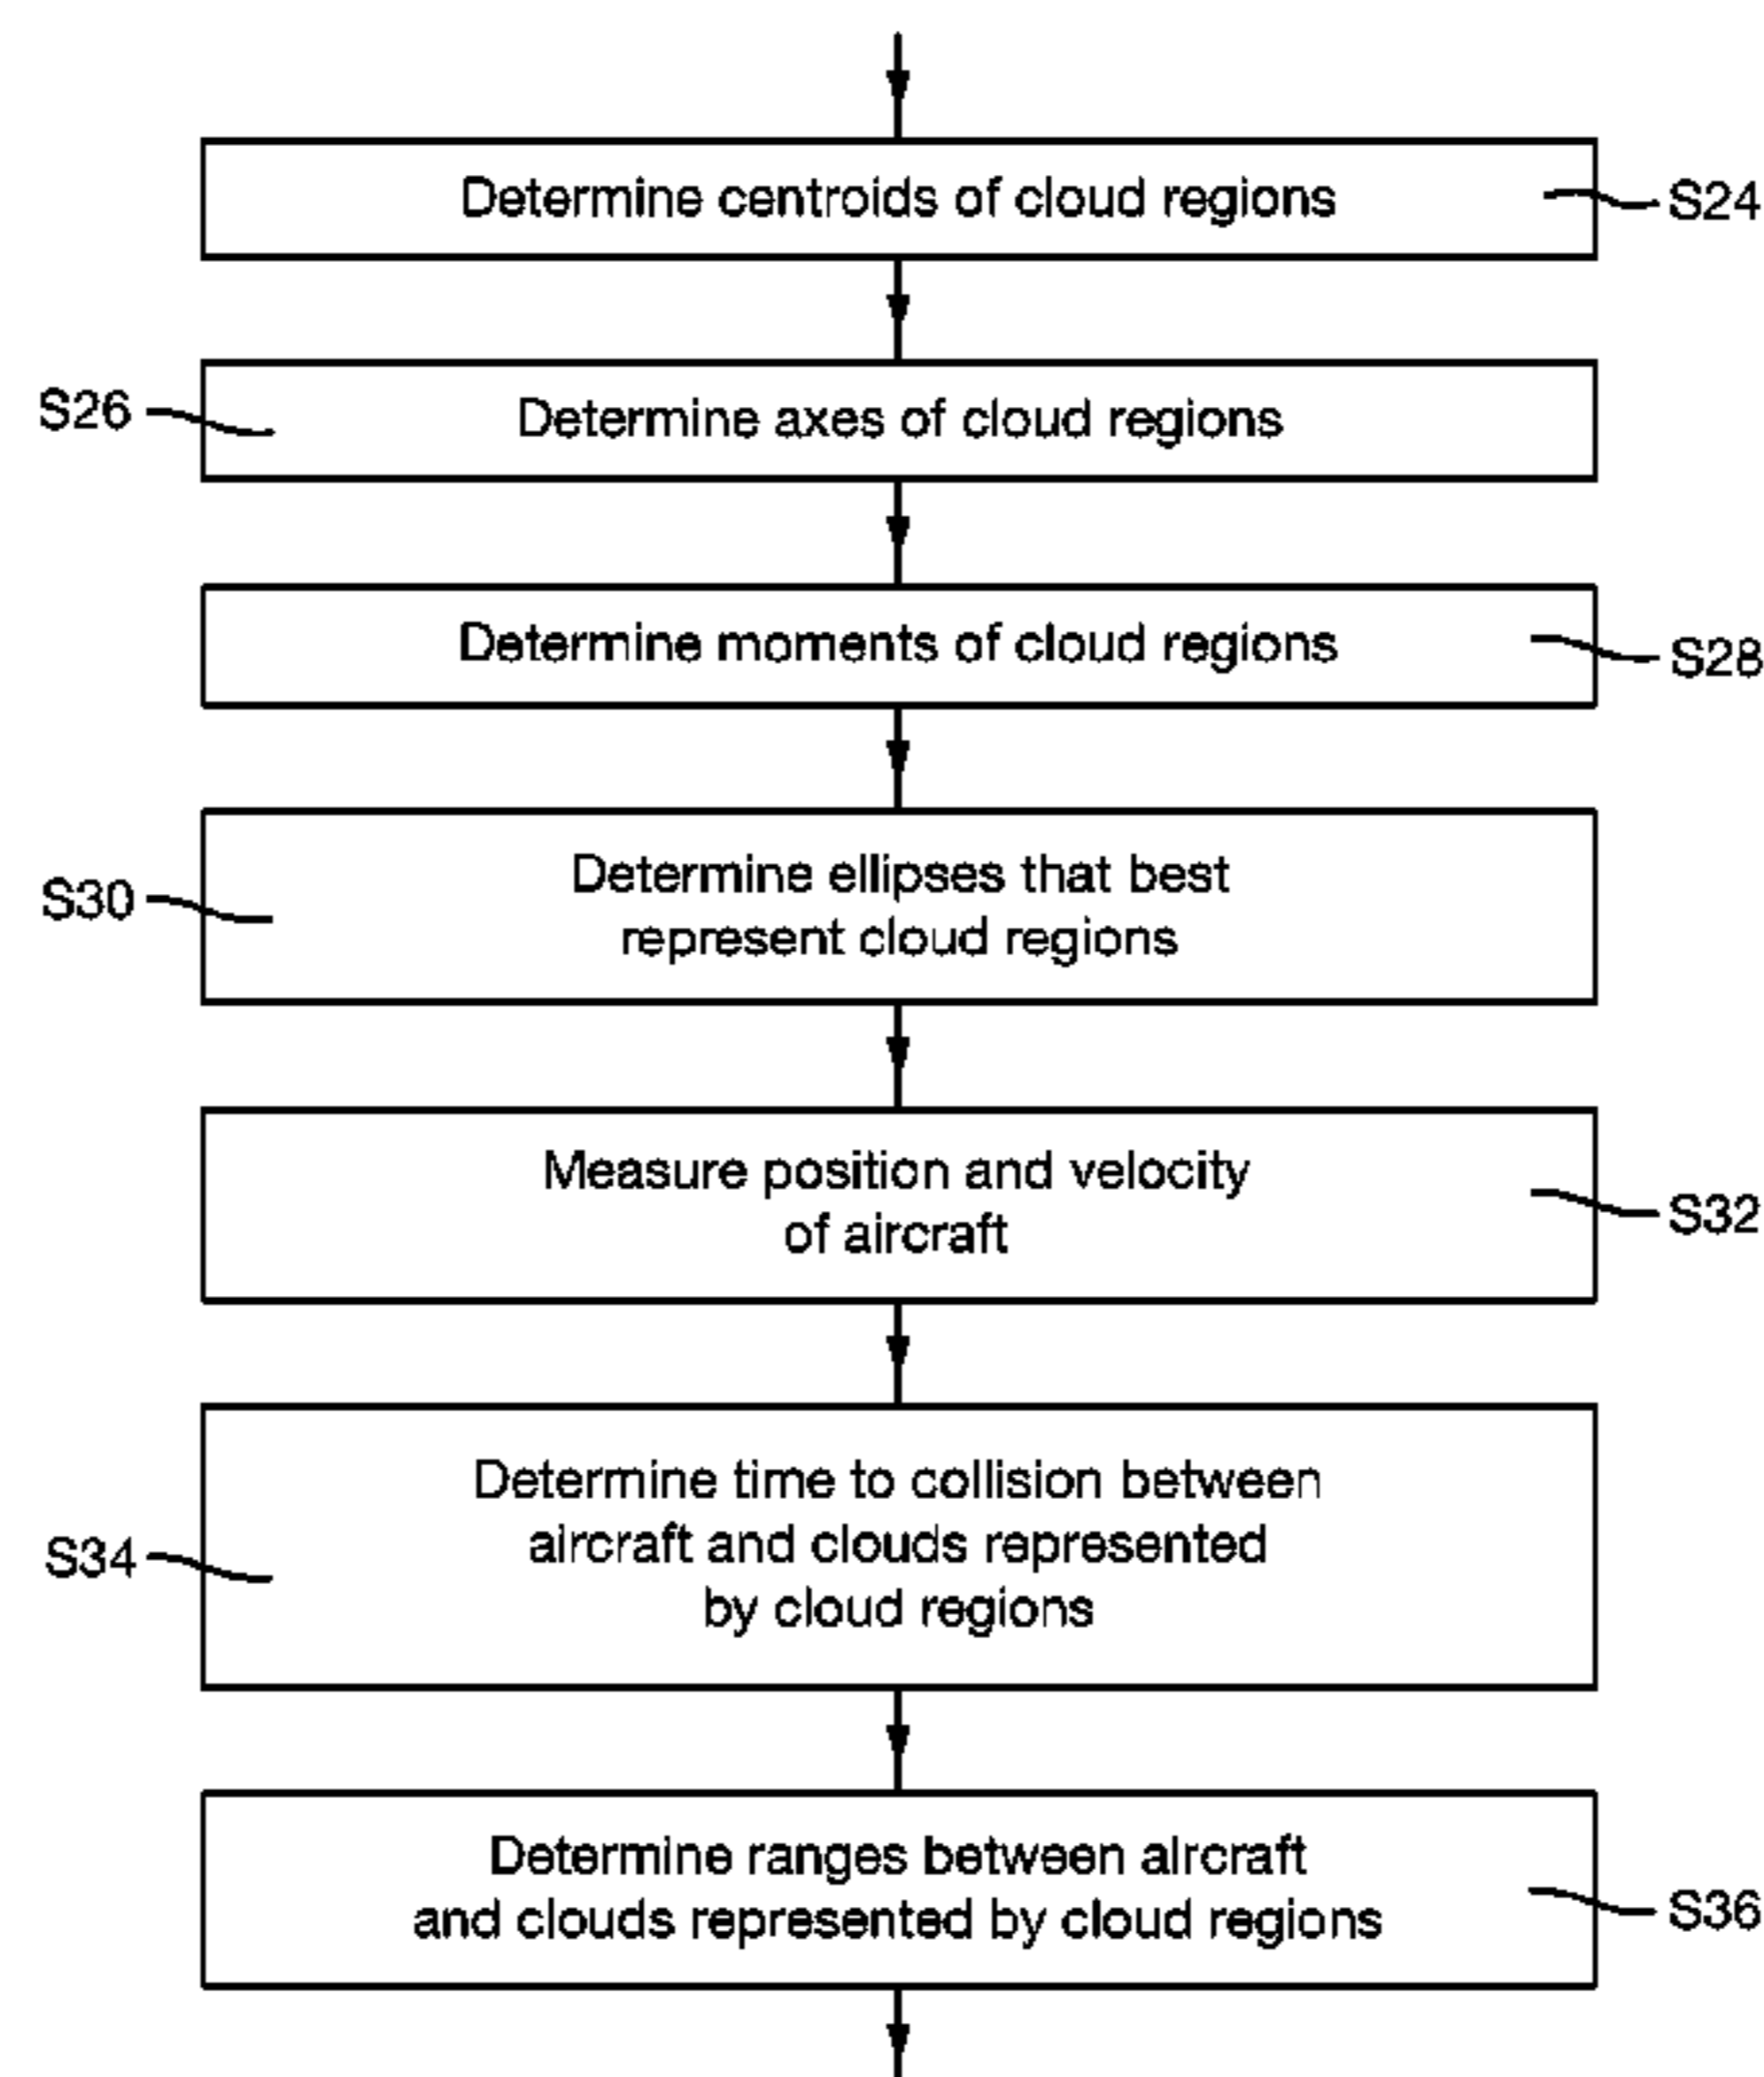 Determine centroids of cloud regions
S24
S26
Determine axes of cloud regions
Determine moments of cloud regions
S28
S30
Determine ellipses that best
represent cloud regions
Measure position and velocity
of aircraft
S32
Determine time to collision between
aircraft and clouds represented
by cloud regions
S34
Determine ranges between aircraft
and clouds represented by cloud regions
S36